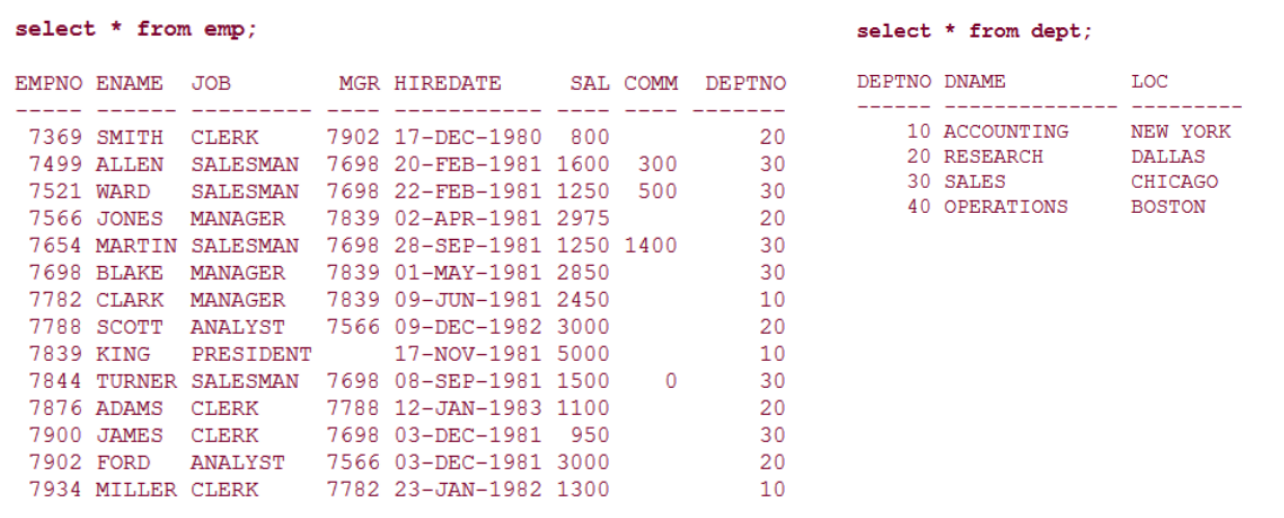 select * from emp;
EMPNO ENAME  JOB         MGR HIREDATE     SAL COMM  DEPTNO
----- ------ --------- ---- ----------- ---- ---- -------
7369 SMITH  CLERK     7902 17-DEC-1980  800            20
7499 ALLEN  SALESMAN  7698 20-FEB-1981 1600  300       30
7521 WARD   SALESMAN  7698 22-FEB-1981 1250  500       30
7566 JONES  MANAGER   7839 02-APR-1981 2975            20
7654 MARTIN SALESMAN  7698 28-SEP-1981 1250 1400       30
7698 BLAKE  MANAGER   7839 01-MAY-1981 2850            30
7782 CLARK  MANAGER   7839 09-JUN-1981 2450            10
7788 SCOTT  ANALYST   7566 09-DEC-1982 3000            20
7839 KING   PRESIDENT      17-NOV-1981 5000            10
7844 TURNER SALESMAN  7698 08-SEP-1981 1500    0       30
7876 ADAMS  CLERK     7788 12-JAN-1983 1100            20
7900 JAMES  CLERK     7698 03-DEC-1981  950            30
7902 FORD   ANALYST   7566 03-DEC-1981 3000            20
7934 MILLER CLERK     7782 23-JAN-1982 1300            10
select * from dept;
DEPTNO DNAME          LOC
------ -------------- ---------
10 ACCOUNTING     NEW YORK
20 RESEARCH       DALLAS
30 SALES          CHICAGO
40 OPERATIONS     BOSTON